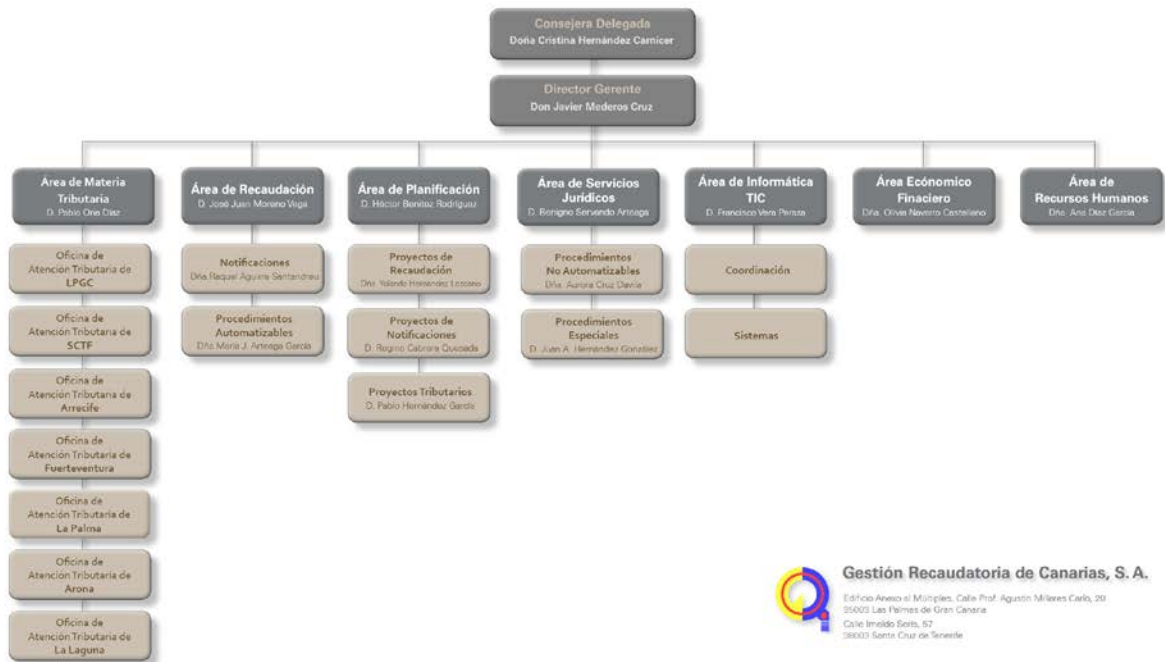 Consejera Delegada
Doña Cristina Hernández Carnicer
Director Gerente
Don Javier Mederos Cruz
Área de Materia
Tributaria
D. Pablo One Díaz
Oficina de
Atención Tributaria de
LPGC
Oficina de
Atención Tributaria de
SCTF
Oficina de
Atención Tributaria de
Arrecife
Oficina de
Atención Tributaria de
Fuerteventura
Oficina de
Atención Tributaria de
La Palma
Oficina de
Atención Tributaria de
Arona
Oficina de
Atención Tributaria de
La Laguna
Área de Recaudación
D. José Juan Moreno Vega
Notificaciones
Dña Raquel Aguirre Santandreu
Procedimientos
Automatizables
Dña María J. Arteaga García
Área de Planificación
D. Héctor Benítez Rodríguez
Proyectos de
Recaudación
Dña. Yolanda Hernández Lozcano
Proyectos de
Notificaciones
D. Rogino Cabrera Quesada
Proyectos Tributarios
D. Pablo Hernández García
Área de Servicios
Jurídicos
D. Benigno Servendo Arteaga
Procedimientos
No Automatizables
Dña. Aurora Cruz Davila
Procedimientos
Especiales
D. Juan A. Hernández González
Área de Informática
TIC
D. Francisco Vera Peraza
Coordinación
Sistemas
Área Ecónomico
Finaciero
Dña. Olivia Navarro Castellano
Área de
Recursos Humanos
Dña. Ana Díaz García
Gestión Recaudatoria de Canarias, S. A.
Edificio Anexo al Múltiples, Calle Prof. Agustín Millares Carlo, 20
35003 Las Palmas de Gran Canaria
Calle Imeldo Serís, 57
38003 Santa Cruz de Tenerife